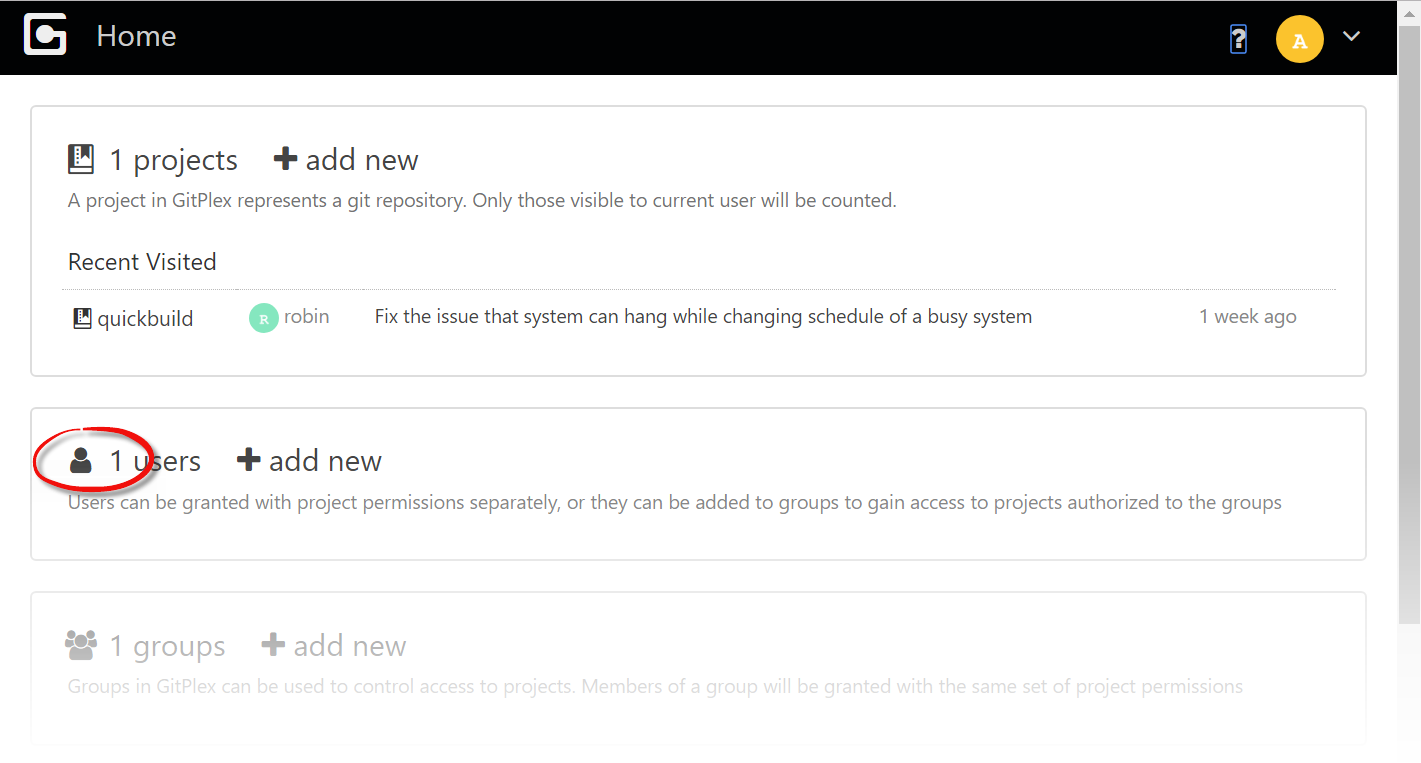 Home
?
A
1 projects
add new
A project in GitPlex represents a git repository. Only those visible to current user will be counted.
Recent Visited
quickbuild
R
robin
Fix the issue that system can hang while changing schedule of a busy system
1 week ago
1 users
add new
Users can be granted with project permissions separately, or they can be added to groups to gain access to projects authorized to the groups
1 groups
add new
Groups in GitPlex can be used to control access to projects. Members of a group will be granted with the same set of project permissions